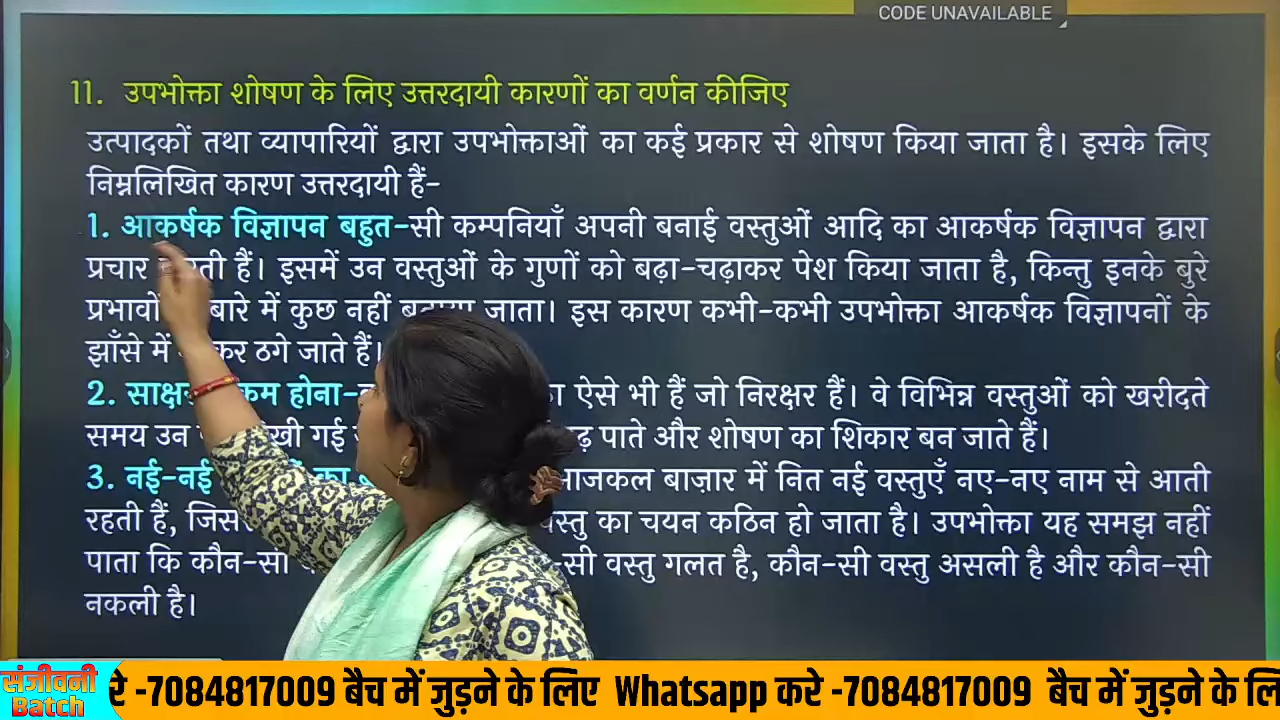 CODE UNAVAILABLE
11. उपभोक्ता शोषण के लिए उत्तरदायी कारणों का वर्णन कीजिए
उत्पादकों तथा व्यापारियों द्वारा उपभोक्ताओं का कई प्रकार से शोषण किया जाता है। इसके लिए
निम्नलिखित कारण उत्तरदायी हैं-
1. आकर्षक विज्ञापन बहुत-सी कम्पनियाँ अपनी बनाई वस्तुओं आदि का आकर्षक विज्ञापन द्वारा
प्रचार हैं। इसमें उन वस्तुओं के गुणों को बढ़ा-चढ़ाकर पेश किया जाता है, किन्तु इनके बुरे
प्रभावों बारे में कुछ नहीं जाता। इस कारण कभी-कभी उपभोक्ता आकर्षक विज्ञापनों के
झाँसे में ठगे जाते हैं।
2. कम होना- ऐसे भी हैं जो निरक्षर हैं। वे विभिन्न वस्तुओं को खरीदते
समय उन गई पाते और शोषण का शिकार बन जाते हैं।
3. नई-नई का आजकल बाज़ार में नित नई वस्तुएँ नए-नए नाम से आती
रहती हैं, वस्तु का चयन कठिन हो जाता है। उपभोक्ता यह समझ नहीं
पाता कि कौन-सी -सी वस्तु गलत है, कौन-सी वस्तु असली है और कौन-सी
नकली है।
संजीवनी
Batch
रे -7084817009 बैच में जुड़ने के लिए Whatsapp करे -7084817009 बैच में जुड़ने के लि